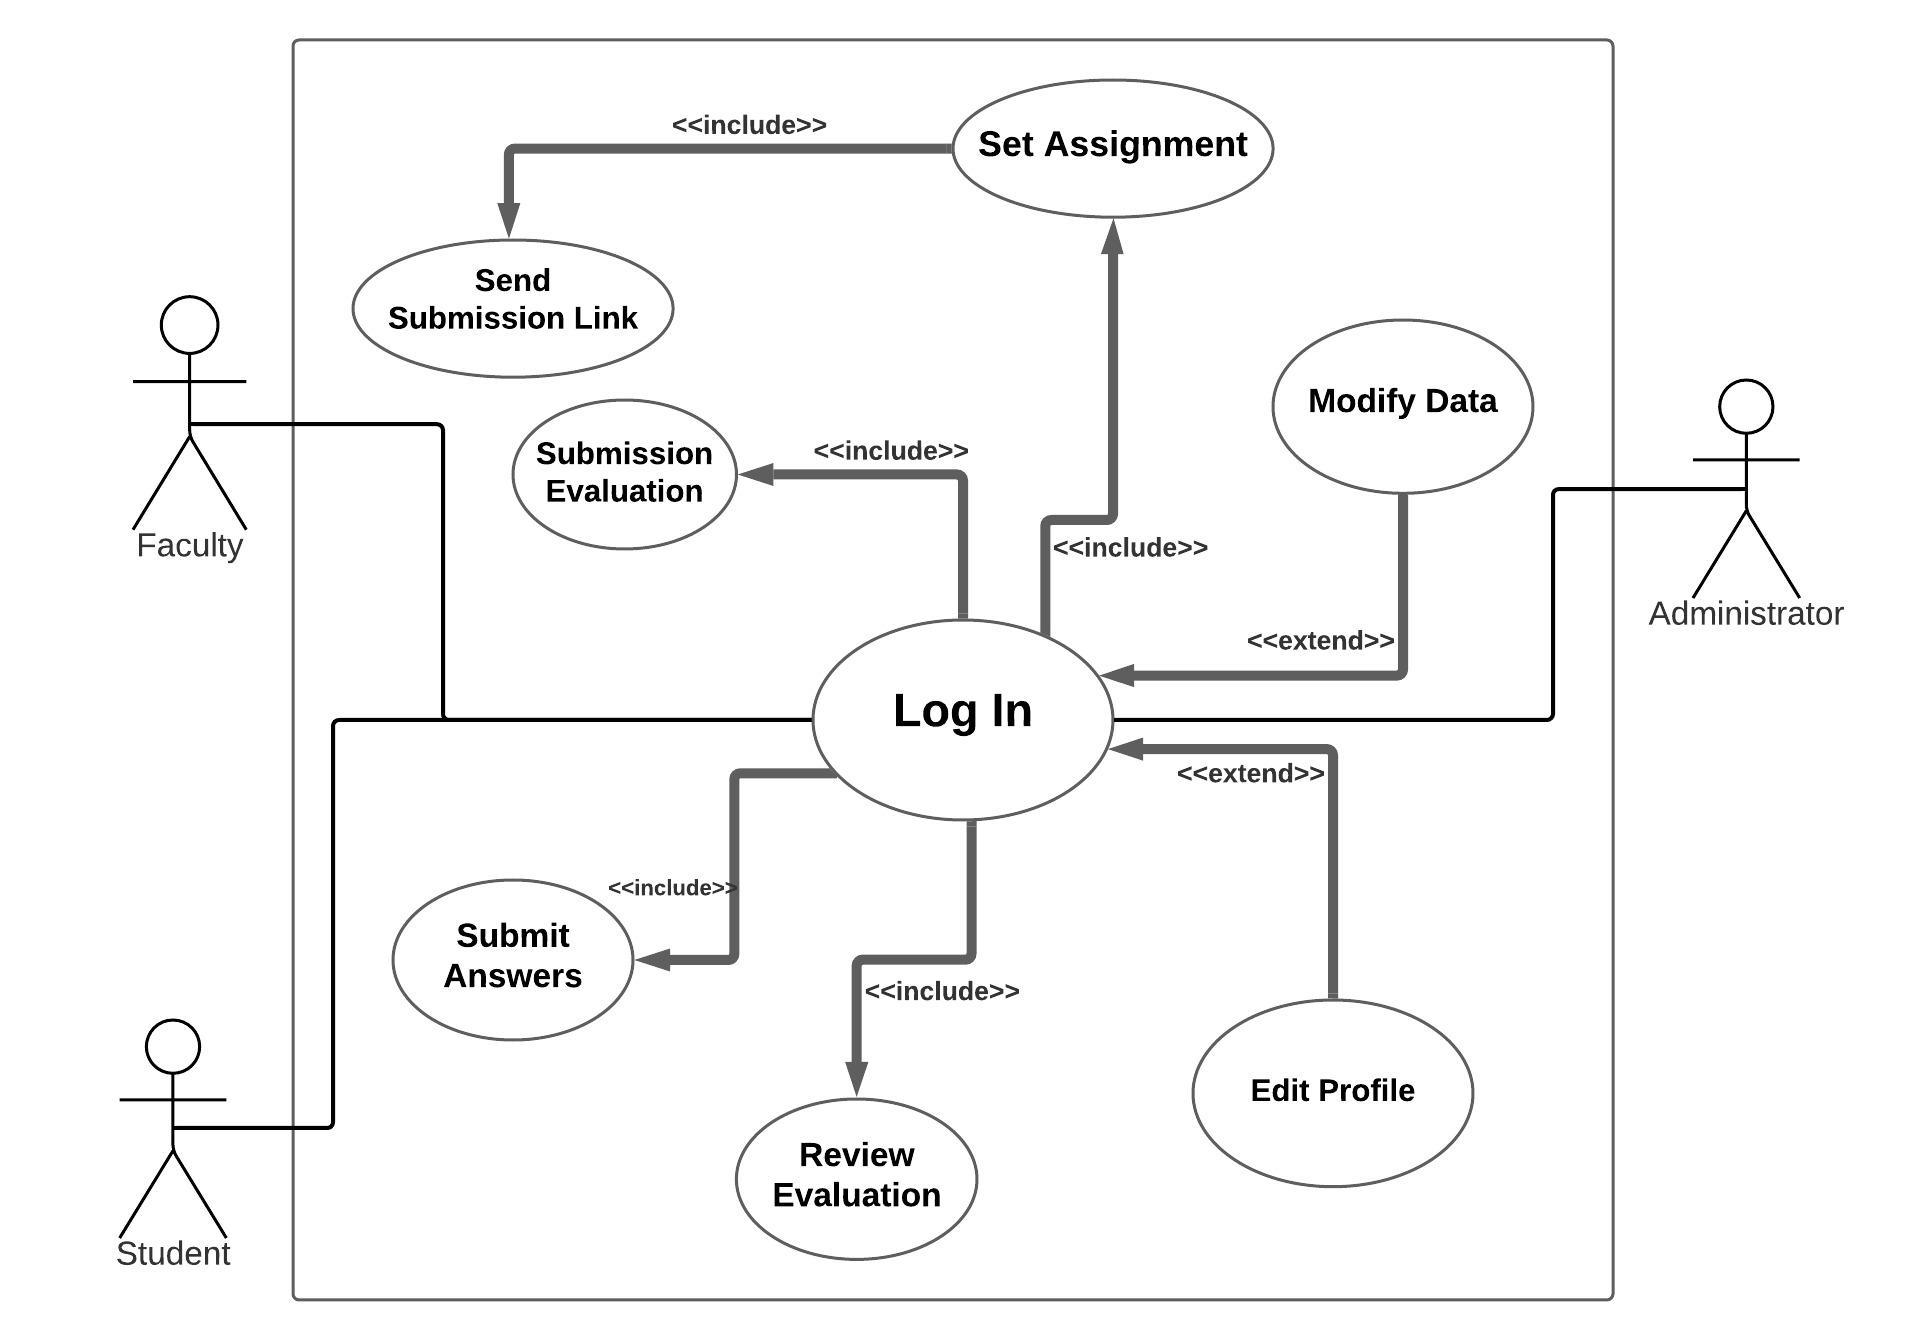 <<include>>
Set Assignment
Send
Submission Link
Modify Data
Submission
Evaluation
<<include>>
Faculty
<<include>>
Administrator
<<extend>>
Log In
<<extend>>
<<include>>
Submit
Answers
<<include>>
Edit Profile
Review
Evaluation
Student